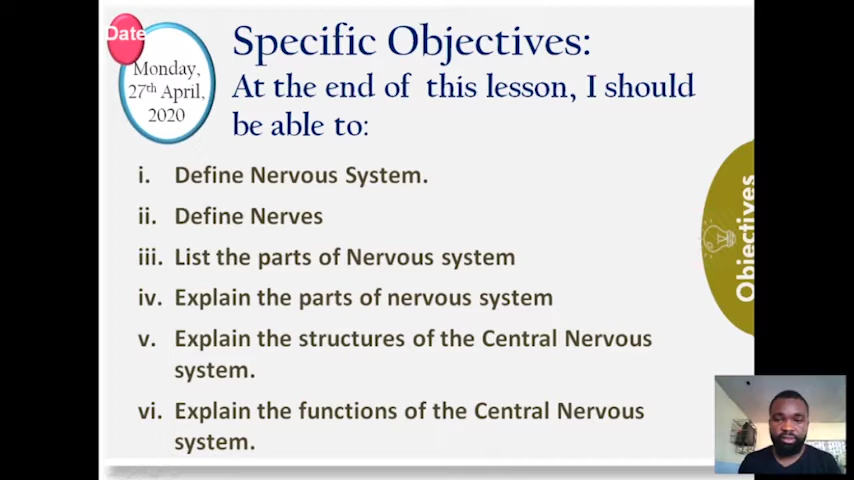 Date
Monday,
27th April,
2020
Specific Objectives:
At the end of this lesson, I should
be able to:
i. Define Nervous System.
ii. Define Nerves
iii. List the parts of Nervous system
iv. Explain the parts of nervous system
v. Explain the structures of the Central Nervous
system.
vi. Explain the functions of the Central Nervous
system.
Objectives